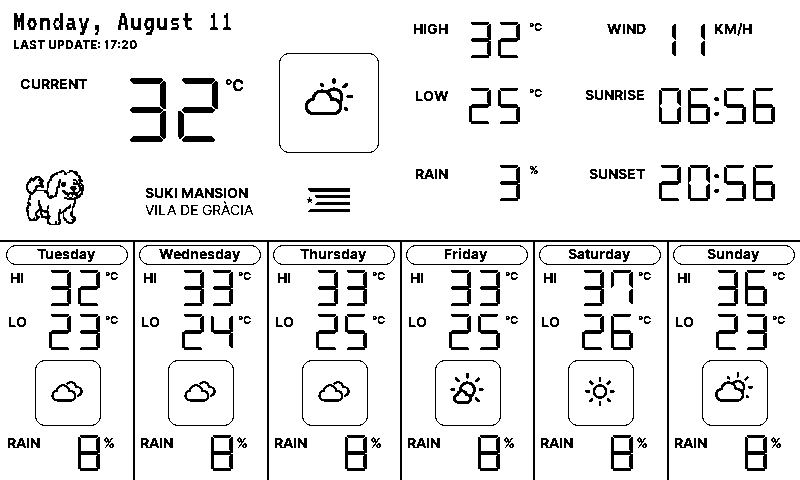 Monday, August 11
LAST UPDATE: 17:20
CURRENT 32 °C
HIGH 32 °C
WIND 11 KM/H
LOW 25 °C
SUNRISE 06:56
RAIN 3 %
SUNSET 20:56
SUKI MANSION
VILA DE GRÀCIA
Tuesday
HI 32 °C
LO 23 °C
RAIN 8 %
Wednesday
HI 33 °C
LO 24 °C
RAIN 8 %
Thursday
HI 33 °C
LO 25 °C
RAIN 8 %
Friday
HI 33 °C
LO 25 °C
RAIN 8 %
Saturday
HI 37 °C
LO 26 °C
RAIN 8 %
Sunday
HI 36 °C
LO 23 °C
RAIN 8 %